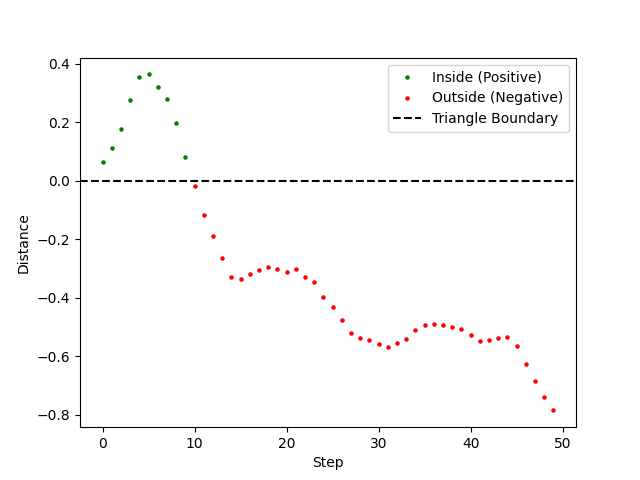 0.4
0.2
0.0
−0.2
−0.4
−0.6
−0.8
Distance
Inside (Positive)
Outside (Negative)
Triangle Boundary
0 10 20 30 40 50
Step